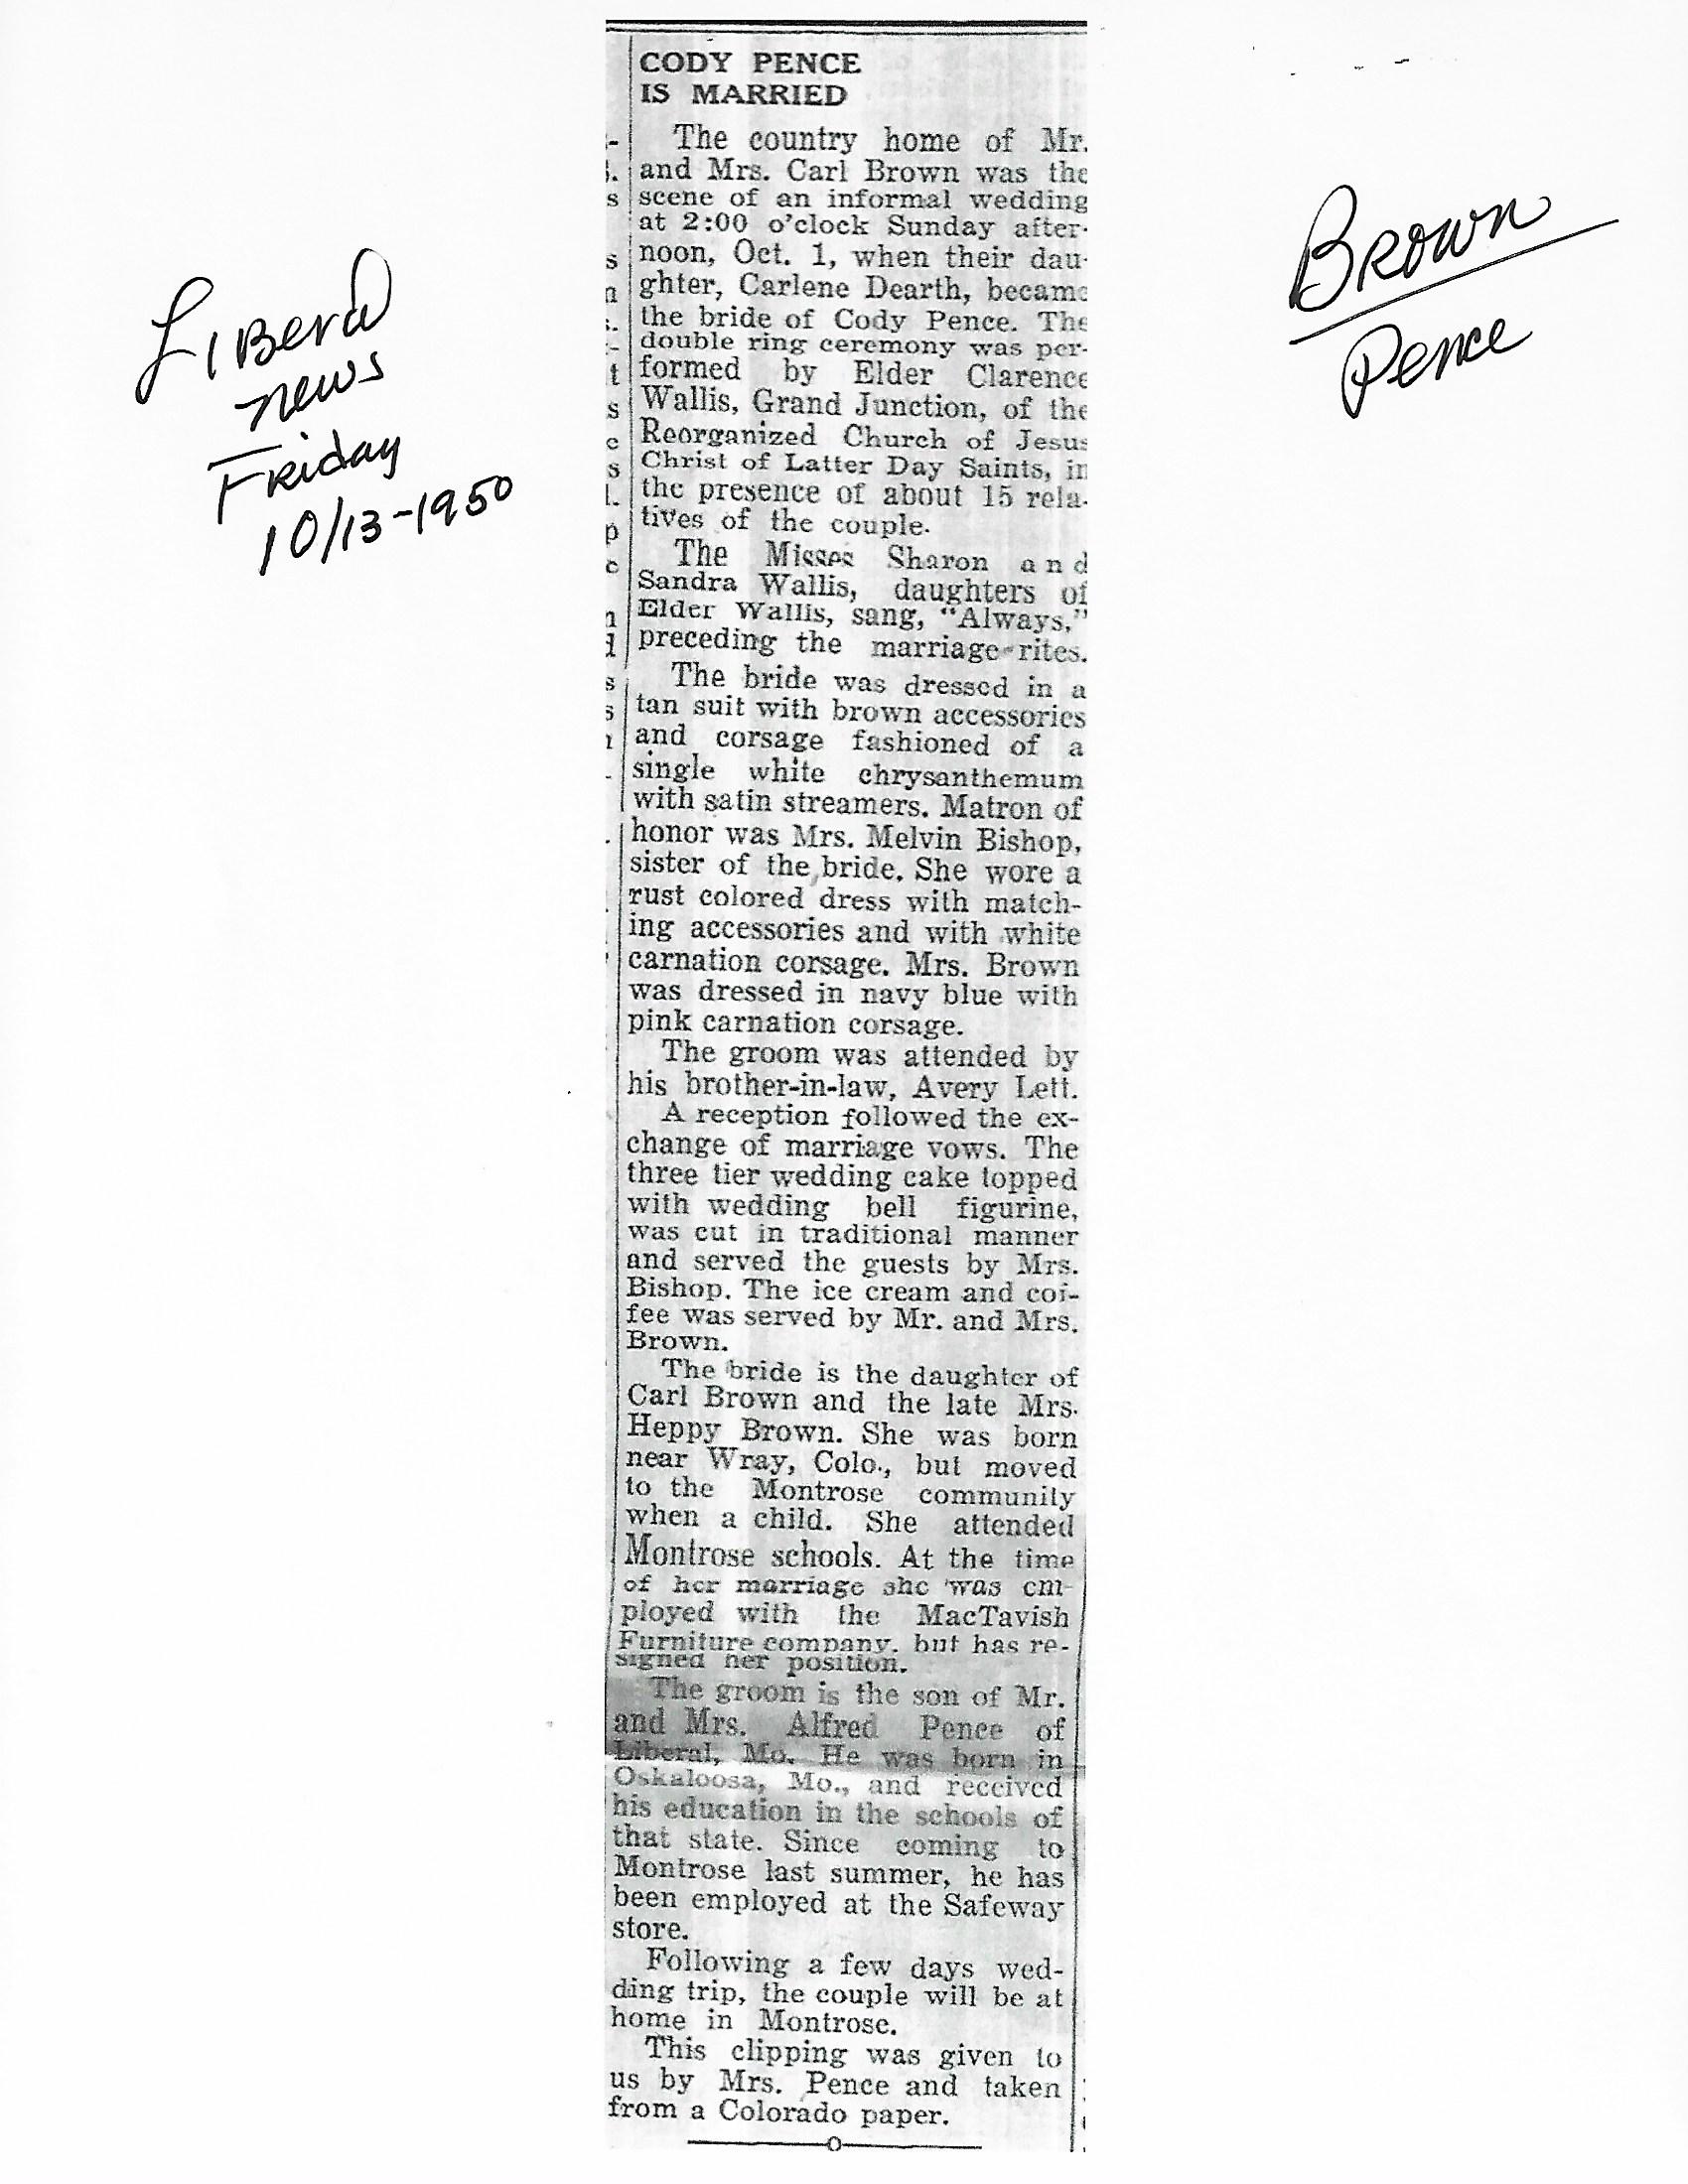 Liberal
news
Friday
10/13-1950
Brown
Pence
CODY PENCE
IS MARRIED
The country home of Mr.
and Mrs. Carl Brown was the
scene of an informal wedding
at 2:00 o'clock Sunday after-
noon, Oct. 1, when their dau-
ghter, Carlene Dearth, became
the bride of Cody Pence. The
double ring ceremony was per-
formed by Elder Clarence
Wallis, Grand Junction, of the
Reorganized Church of Jesus
Christ of Latter Day Saints, in
the presence of about 15 rela-
tives of the couple.
The Misses Sharon and
Sandra Wallis, daughters of
Elder Wallis, sang, "Always,"
preceding the marriage rites.
The bride was dressed in a
tan suit with brown accessories
and corsage fashioned of a
single white chrysanthemum
with satin streamers. Matron of
honor was Mrs. Melvin Bishop,
sister of the bride. She wore a
rust colored dress with match-
ing accessories and with white
carnation corsage. Mrs. Brown
was dressed in navy blue with
pink carnation corsage.
The groom was attended by
his brother-in-law, Avery Lett.
A reception followed the ex-
change of marriage vows. The
three tier wedding cake topped
with wedding bell figurine,
was cut in traditional manner
and served the guests by Mrs.
Bishop. The ice cream and cof-
fee was served by Mr. and Mrs.
Brown.
The bride is the daughter of
Carl Brown and the late Mrs.
Heppy Brown. She was born
near Wray, Colo., but moved
to the Montrose community
when a child. She attended
Montrose schools. At the time
of her marriage she was em-
ployed with the MacTavish
Furniture company, but has re-
signed her position.
The groom is the son of Mr.
and Mrs. Alfred Pence of
Liberal, Mo. He was born in
Oskaloosa, Mo., and received
his education in the schools of
that state. Since coming to
Montrose last summer, he has
been employed at the Safeway
store.
Following a few days wed-
ding trip, the couple will be at
home in Montrose.
This clipping was given to
us by Mrs. Pence and taken
from a Colorado paper.